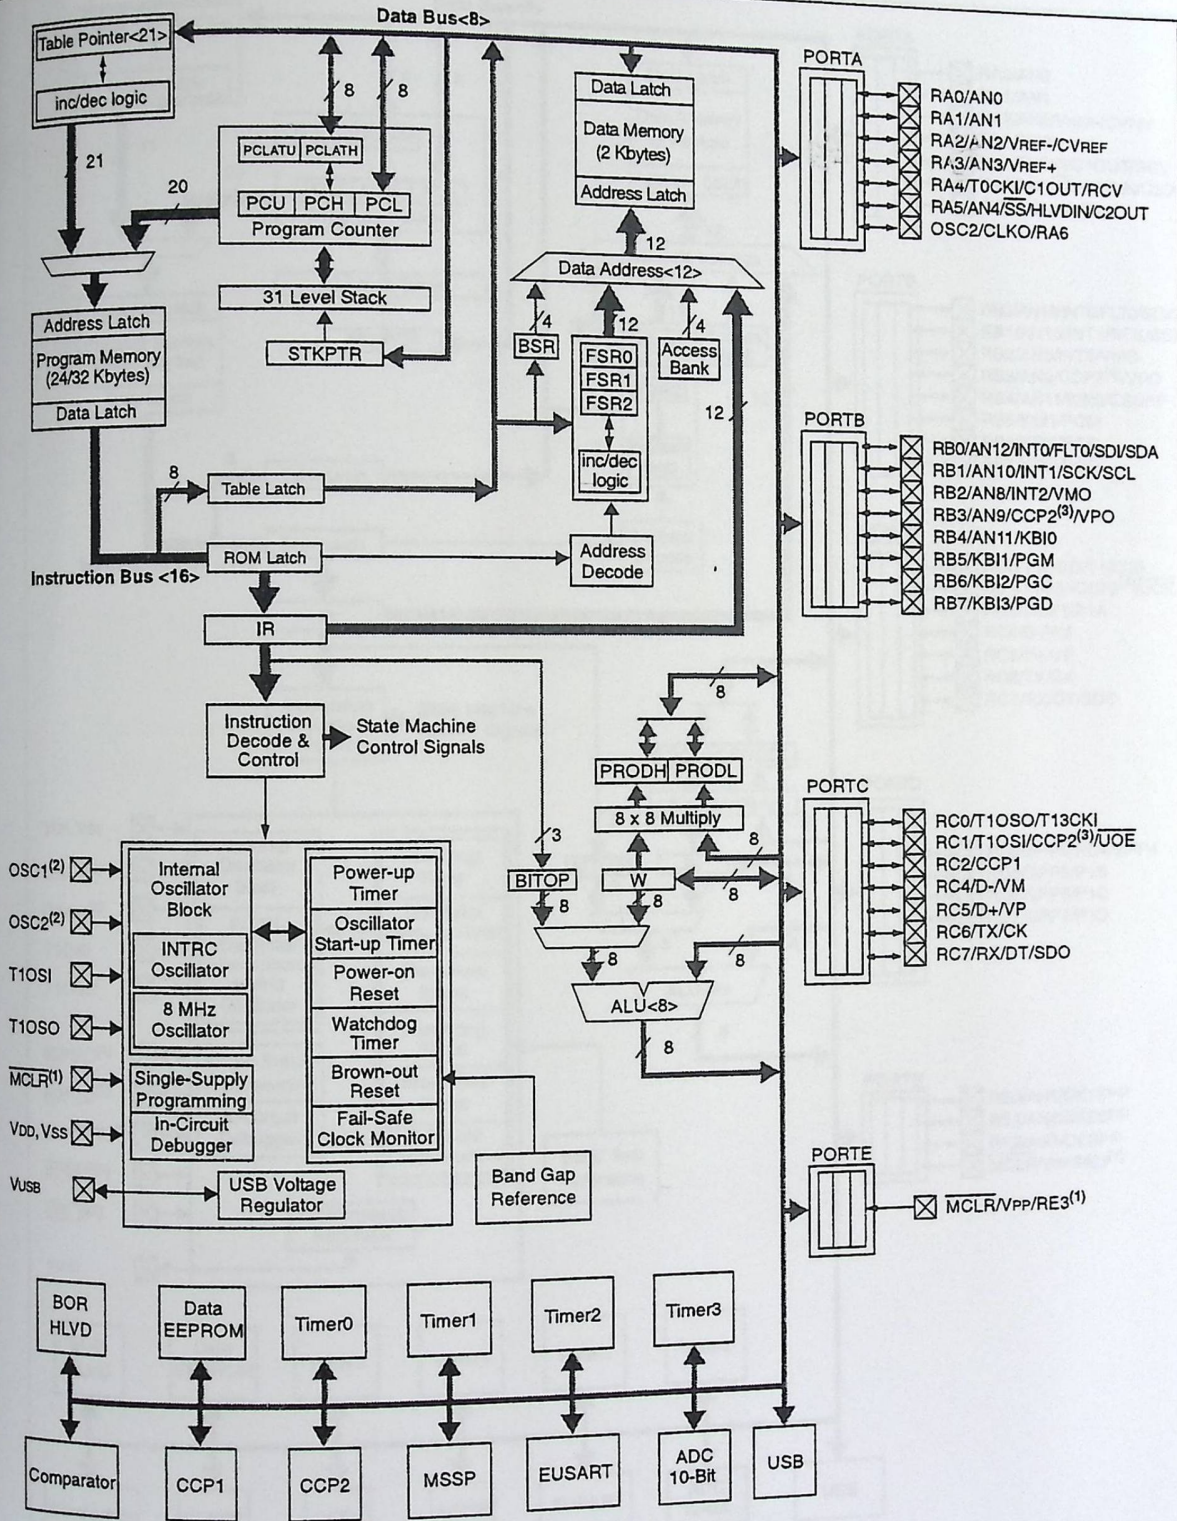 Data Bus<8>
Table Pointer<21>
inc/dec logic
21
20
8
8
PCLATU PCLATH
PCU PCH PCL
Program Counter
31 Level Stack
STKPTR
Address Latch
Program Memory
(24/32 Kbytes)
Data Latch
8
Table Latch
ROM Latch
Instruction Bus <16>
IR
Data Latch
Data Memory
(2 Kbytes)
Address Latch
12
Data Address<12>
4
12
4
BSR
FSR0
FSR1
FSR2
inc/dec
logic
Access
Bank
12
Address
Decode
Instruction
Decode &
Control
State Machine
Control Signals
8
PRODH PRODL
8 x 8 Multiply
3
8
BITOP
W
8
8
8
8
8
ALU<8>
8
OSC1(2)
OSC2(2)
T1OSI
T1OSO
MCLR(1)
VDD, VSS
VUSB
Internal
Oscillator
Block
INTRC
Oscillator
8 MHz
Oscillator
Single-Supply
Programming
In-Circuit
Debugger
USB Voltage
Regulator
Power-up
Timer
Oscillator
Start-up Timer
Power-on
Reset
Watchdog
Timer
Brown-out
Reset
Fail-Safe
Clock Monitor
Band Gap
Reference
PORTA
RA0/AN0
RA1/AN1
RA2/AN2/VREF-/CVREF
RA3/AN3/VREF+
RA4/T0CKI/C1OUT/RCV
RA5/AN4/SS/HLVDIN/C2OUT
OSC2/CLKO/RA6
PORTB
RB0/AN12/INT0/FLT0/SDI/SDA
RB1/AN10/INT1/SCK/SCL
RB2/AN8/INT2/VMO
RB3/AN9/CCP2(3)/VPO
RB4/AN11/KBI0
RB5/KBI1/PGM
RB6/KBI2/PGC
RB7/KBI3/PGD
PORTC
RC0/T1OSO/T13CKI
RC1/T1OSI/CCP2(3)/UOE
RC2/CCP1
RC4/D-/VM
RC5/D+/VP
RC6/TX/CK
RC7/RX/DT/SDO
PORTE
MCLR/VPP/RE3(1)
BOR
HLVD
Data
EEPROM
Timer0
Timer1
Timer2
Timer3
Comparator
CCP1
CCP2
MSSP
EUSART
ADC
10-Bit
USB